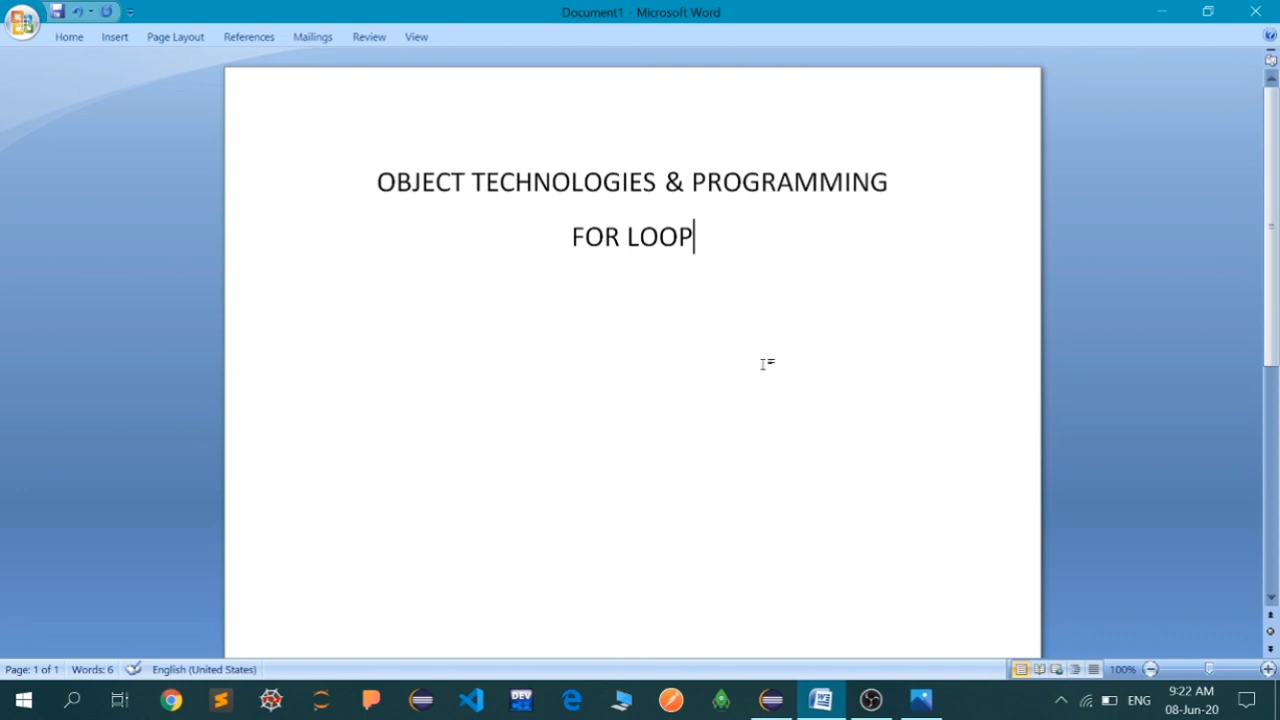 Document1 - Microsoft Word
Home Insert Page Layout References Mailings Review View
OBJECT TECHNOLOGIES & PROGRAMMING
FOR LOOP
Page: 1 of 1 Words: 6 English (United States) 100%
DEV
ENG
9:22 AM
08-Jun-20